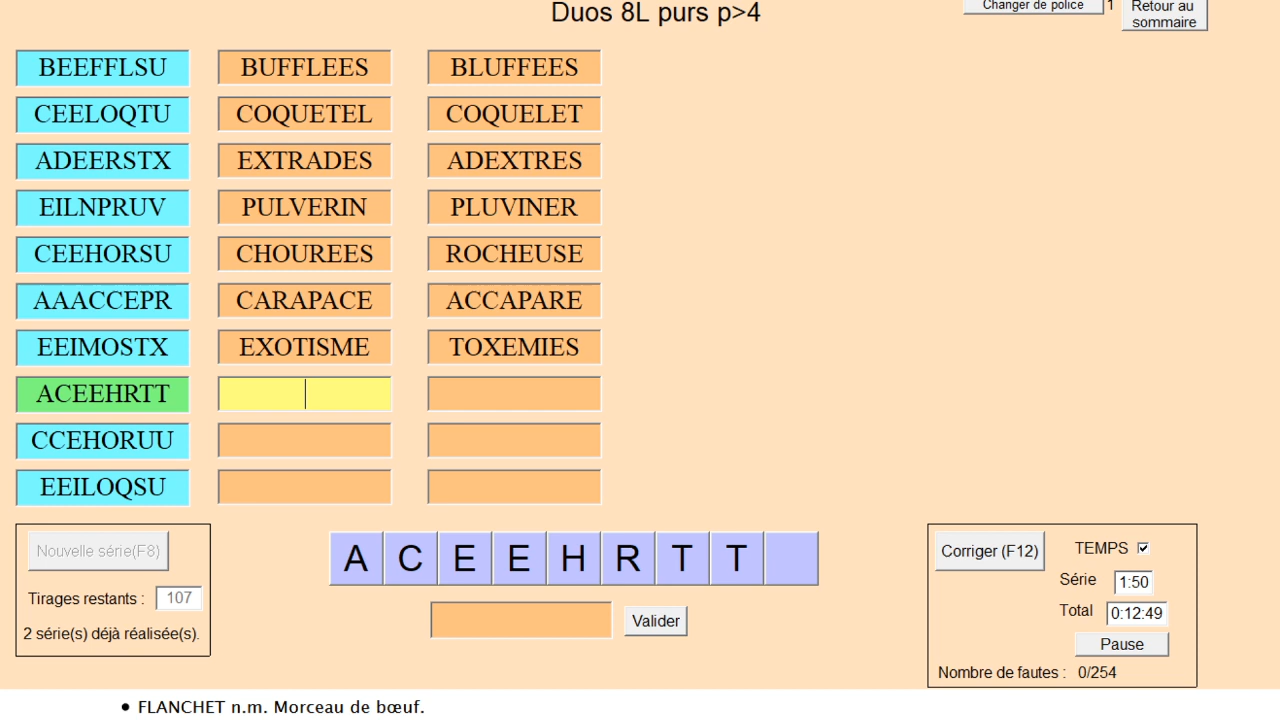 Duos 8L purs p>4
Changer de police 1 Retour au sommaire
BEEFFLSU BUFFLEES BLUFFEES
CEELOQTU COQUETEL COQUELET
ADEERSTX EXTRADES ADEXTRES
EILNPRUV PULVERIN PLUVINER
CEEHORSU CHOUREES ROCHEUSE
AAACCEPR CARAPACE ACCAPARE
EEIMOSTX EXOTISME TOXEMIES
ACEEHRTT
CCEHORUU
EEILOQSU
Nouvelle série(F8)
Tirages restants : 107
2 série(s) déjà réalisée(s).
A C E E H R T T
Valider
Corriger (F12) TEMPS
Série 1:50
Total 0:12:49
Pause
Nombre de fautes : 0/254
• FLANCHET n.m. Morceau de bœuf.